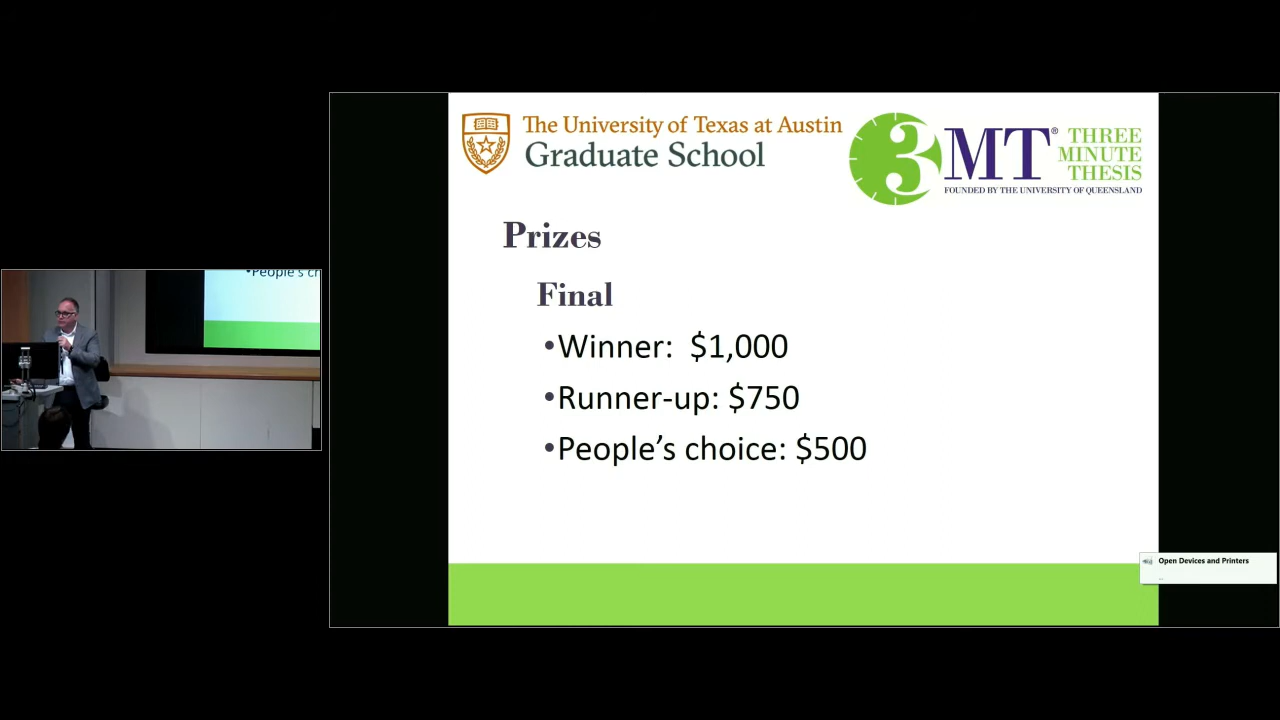 •People's ch
The University of Texas at Austin
Graduate School
3MT® THREE
MINUTE
THESIS
FOUNDED BY THE UNIVERSITY OF QUEENSLAND
Prizes
Final
•Winner:  $1,000
•Runner-up: $750
•People’s choice: $500
Open Devices and Printers
...